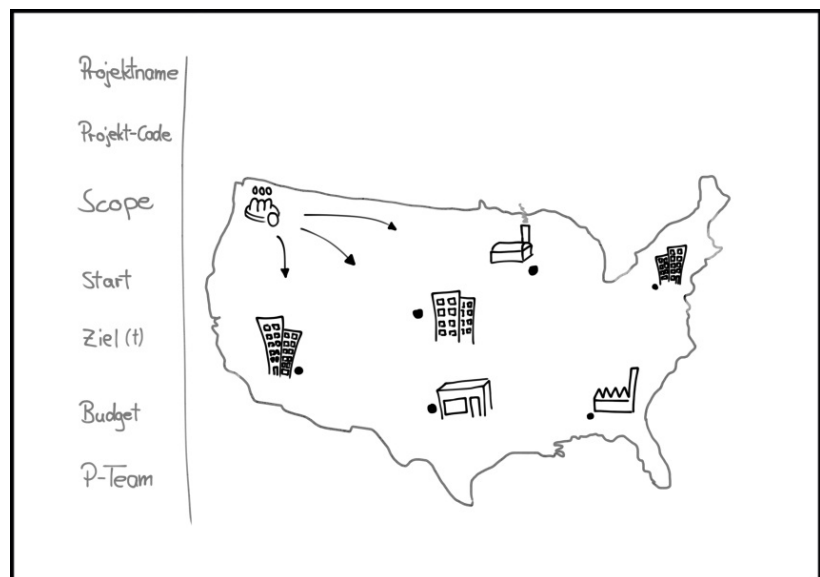 Projektname
Projekt-Code
Scope
Start
Ziel (t)
Budget
P-Team